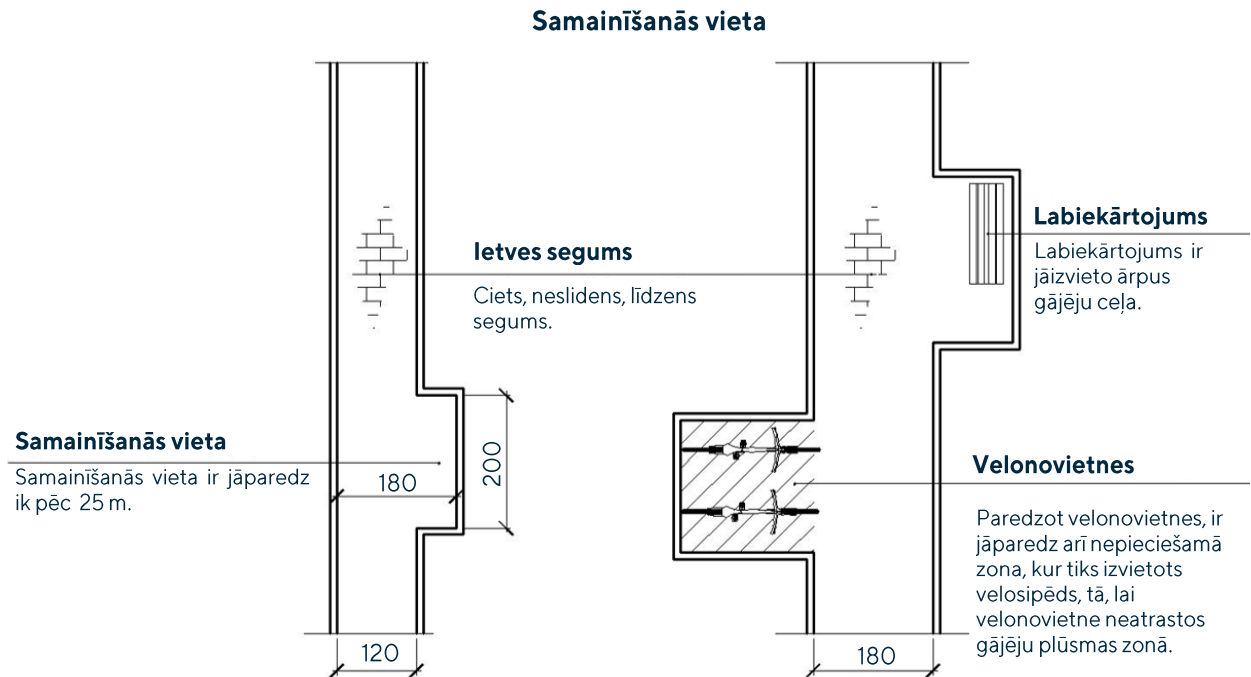 Samainīšanās vieta
Ietves segums
Ciets, neslidens, līdzens
segums.
Samainīšanās vieta
Samainīšanās vieta ir jāparedz
ik pēc 25 m.
180
200
120
Labiekārtojums
Labiekārtojums ir
jāizvieto ārpus
gājēju ceļa.
Velonovietnes
Paredzot velonovietnes, ir
jāparedz arī nepieciešamā
zona, kur tiks izvietots
velosipēds, tā, lai
velonovietne neatrastos
gājēju plūsmas zonā.
180